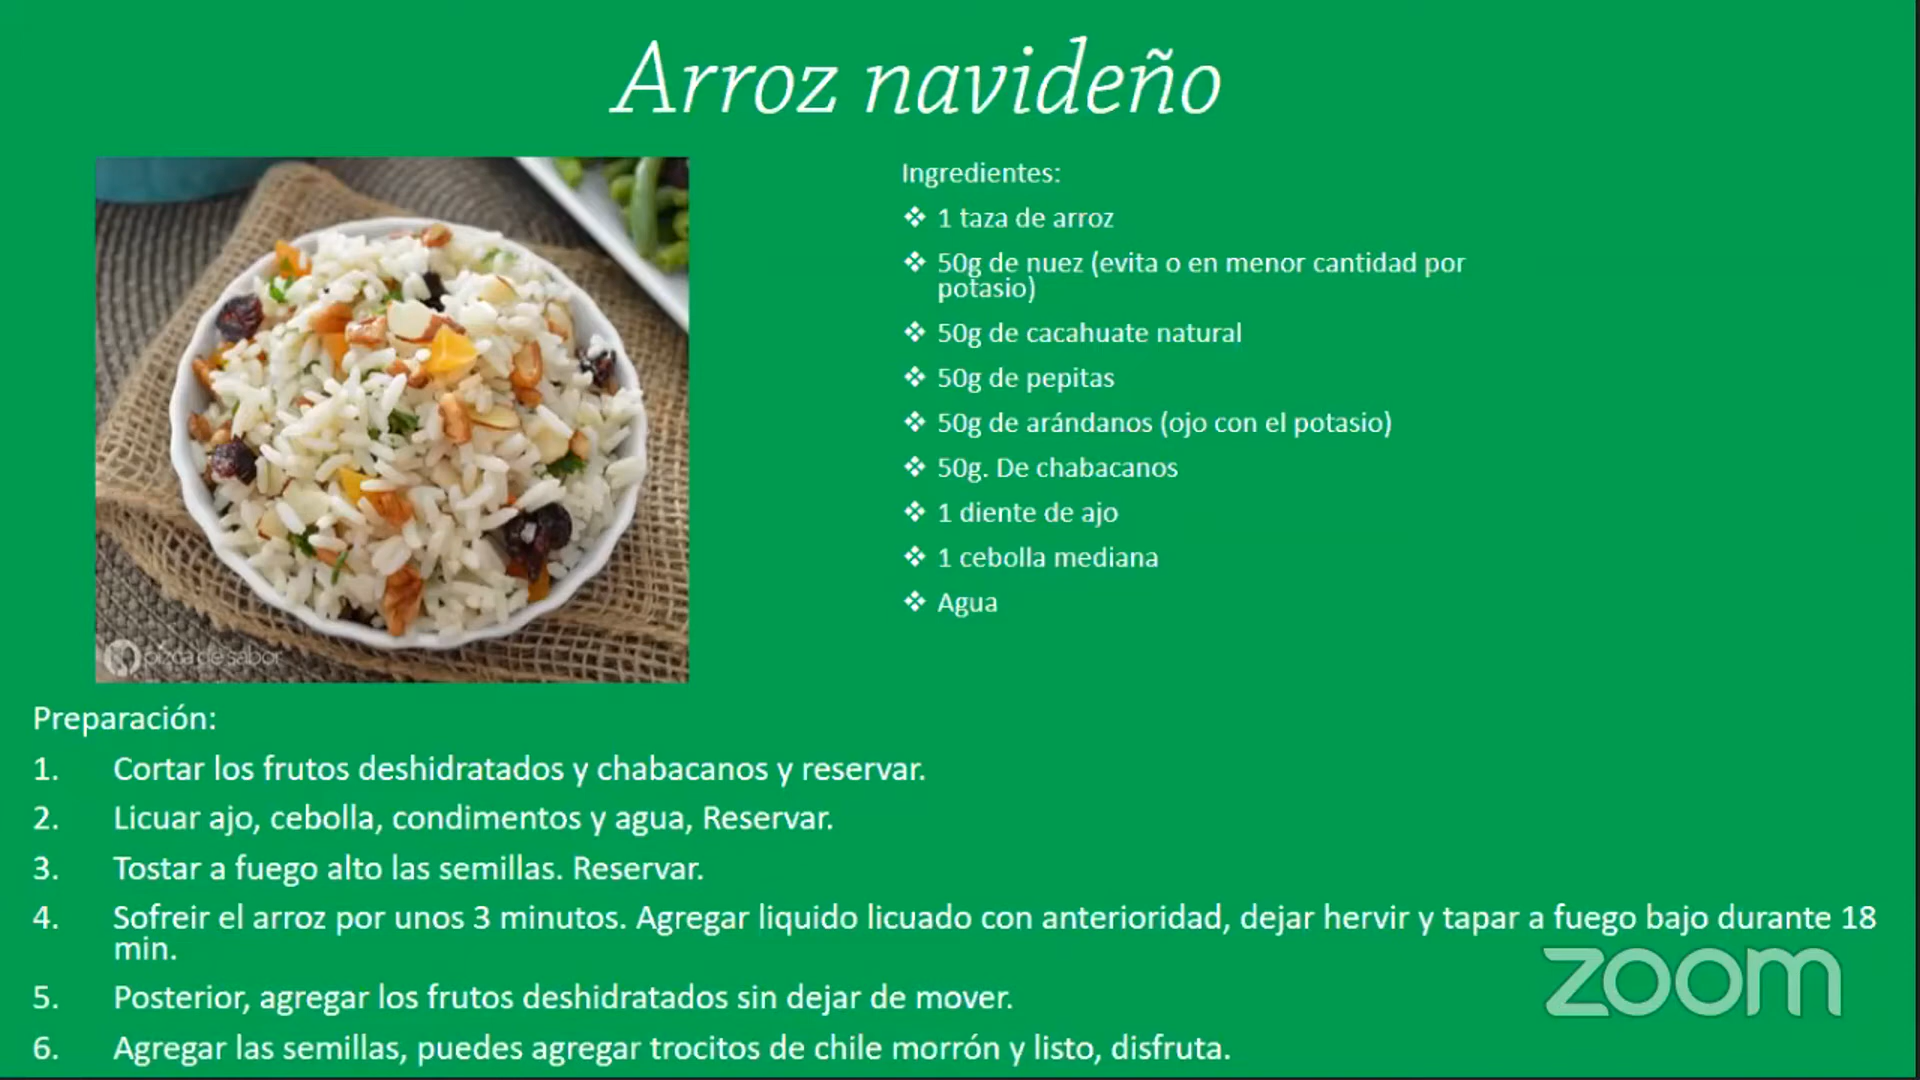 Arroz navideño
Ingredientes:
❖ 1 taza de arroz
❖ 50g de nuez (evita o en menor cantidad por
potasio)
❖ 50g de cacahuate natural
❖ 50g de pepitas
❖ 50g de arándanos (ojo con el potasio)
❖ 50g. De chabacanos
❖ 1 diente de ajo
❖ 1 cebolla mediana
❖ Agua
pizca de sabor
Preparación:
1. Cortar los frutos deshidratados y chabacanos y reservar.
2. Licuar ajo, cebolla, condimentos y agua, Reservar.
3. Tostar a fuego alto las semillas. Reservar.
4. Sofreir el arroz por unos 3 minutos. Agregar liquido licuado con anterioridad, dejar hervir y tapar a fuego bajo durante 18
min.
5. Posterior, agregar los frutos deshidratados sin dejar de mover.
6. Agregar las semillas, puedes agregar trocitos de chile morrón y listo, disfruta.
zoom